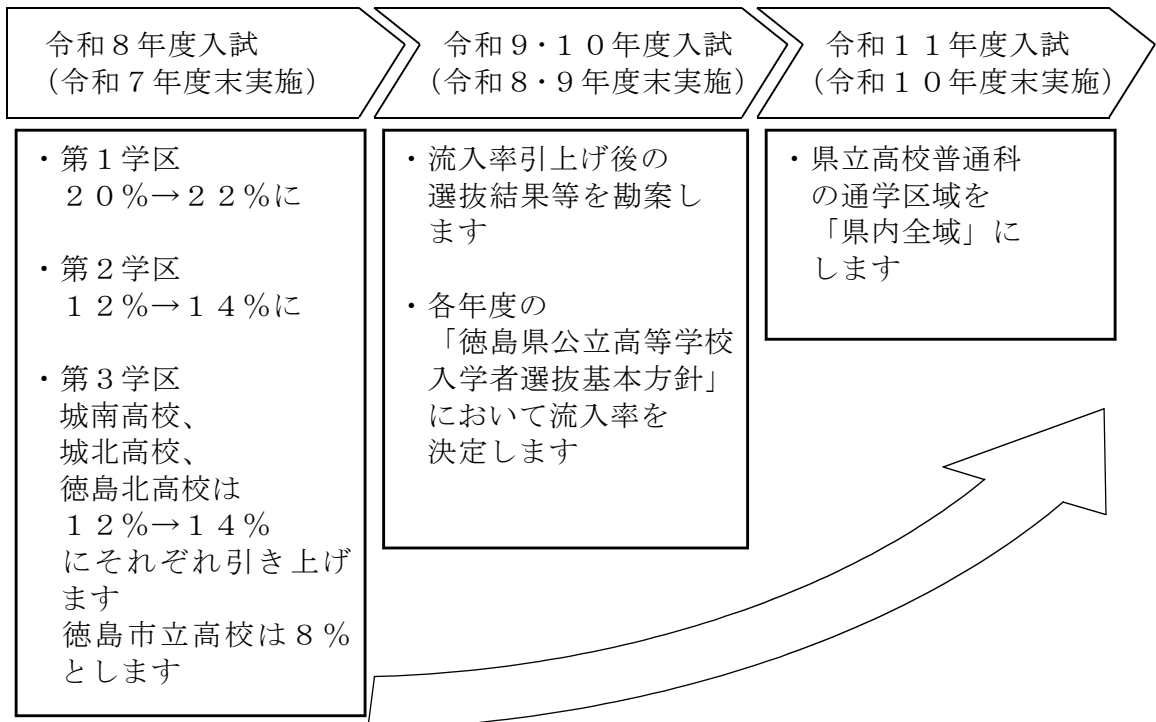 令和８年度入試
（令和７年度末実施）
令和９・１０年度入試
（令和８・９年度末実施）
令和１１年度入試
（令和１０年度末実施）
・第１学区
２０％→２２％に
・第２学区
１２％→１４％に
・第３学区
城南高校、
城北高校、
徳島北高校は
１２％→１４％
にそれぞれ引き上げ
ます
徳島市立高校は８％
とします
・流入率引上げ後の
選抜結果等を勘案し
ます
・各年度の
「徳島県公立高等学校
入学者選抜基本方針」
において流入率を
決定します
・県立高校普通科
の通学区域を
「県内全域」に
します